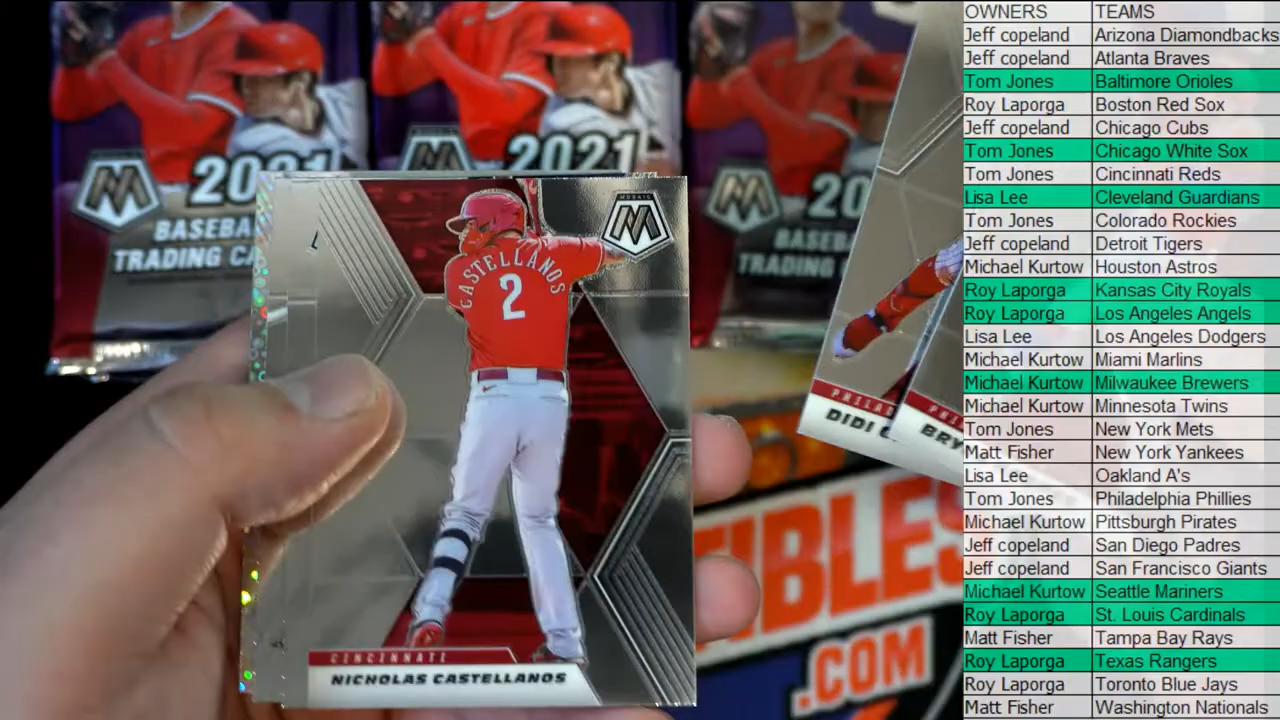 OWNERS TEAMS
Jeff copeland Arizona Diamondbacks
Jeff copeland Atlanta Braves
Tom Jones Baltimore Orioles
Roy Laporga Boston Red Sox
Jeff copeland Chicago Cubs
Tom Jones Chicago White Sox
Tom Jones Cincinnati Reds
Lisa Lee Cleveland Guardians
Tom Jones Colorado Rockies
Jeff copeland Detroit Tigers
Michael Kurtow Houston Astros
Roy Laporga Kansas City Royals
Roy Laporga Los Angeles Angels
Lisa Lee Los Angeles Dodgers
Michael Kurtow Miami Marlins
Michael Kurtow Milwaukee Brewers
Michael Kurtow Minnesota Twins
Tom Jones New York Mets
Matt Fisher New York Yankees
Lisa Lee Oakland A's
Tom Jones Philadelphia Phillies
Michael Kurtow Pittsburgh Pirates
Jeff copeland San Diego Padres
Jeff copeland San Francisco Giants
Michael Kurtow Seattle Mariners
Roy Laporga St. Louis Cardinals
Matt Fisher Tampa Bay Rays
Roy Laporga Texas Rangers
Roy Laporga Toronto Blue Jays
Matt Fisher Washington Nationals
2021
BASEBA
TRADING CA
2021
20
BASEB
TRADING
MOSAIC
CASTELLANOS
2
CINCINNATI
NICHOLAS CASTELLANOS
PHILA
DIDI
PHI
BRY
IBLES
.COM